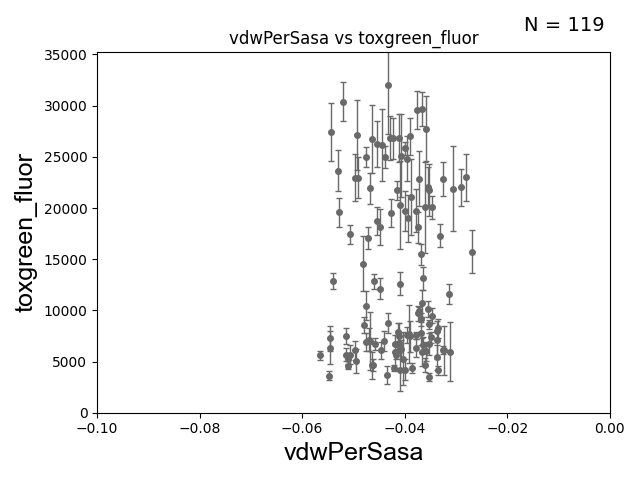 N = 119
vdwPerSasa vs toxgreen_fluor
35000
30000
25000
20000
15000
10000
5000
0
toxgreen_fluor
−0.10 −0.08 −0.06 −0.04 −0.02 0.00
vdwPerSasa